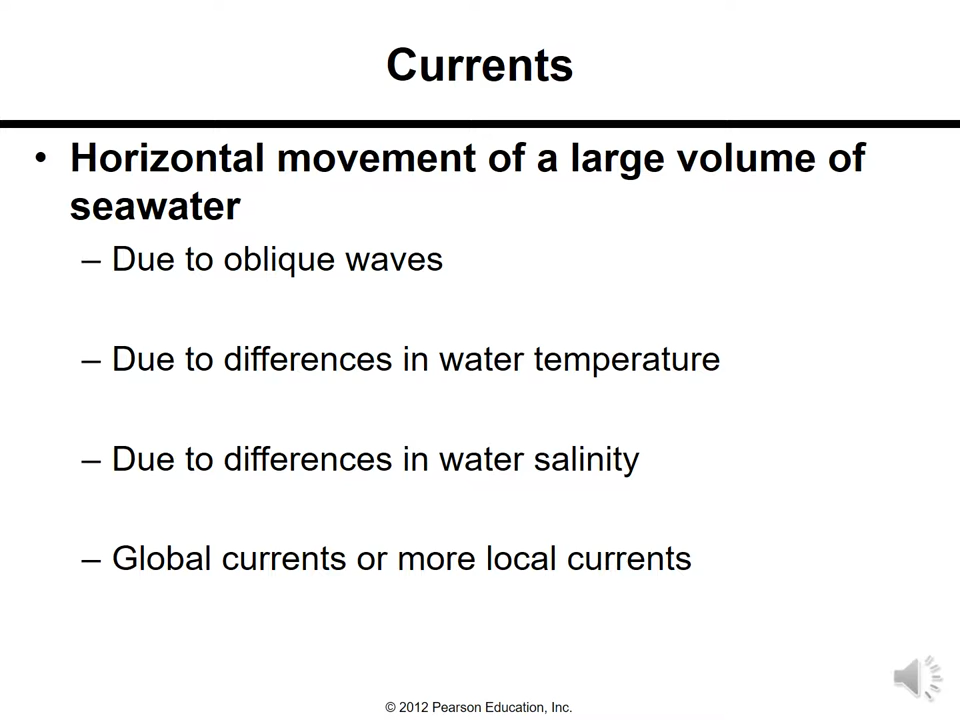 Currents
• Horizontal movement of a large volume of
seawater
– Due to oblique waves
– Due to differences in water temperature
– Due to differences in water salinity
– Global currents or more local currents
© 2012 Pearson Education, Inc.